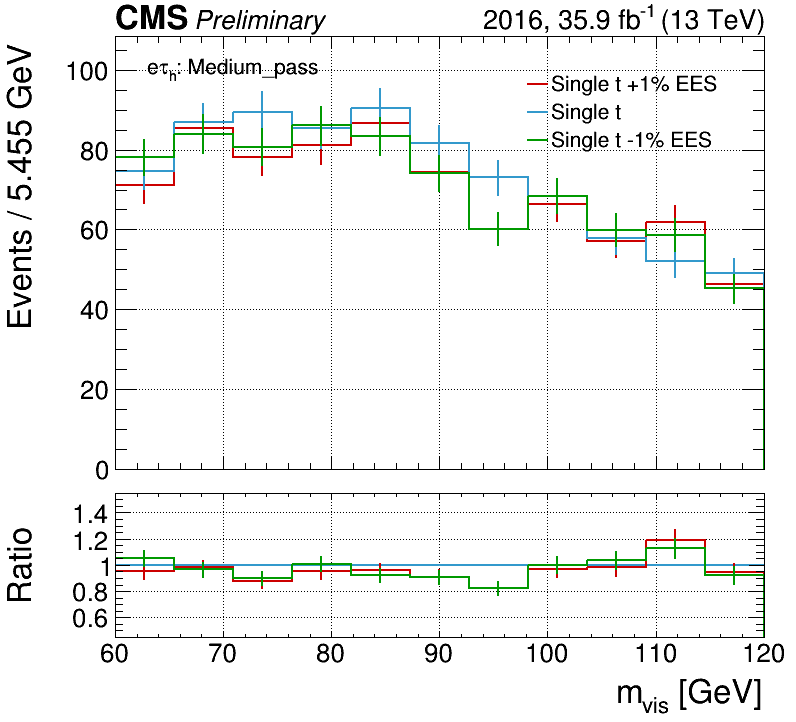 CMS Preliminary 2016, 35.9 fb⁻¹ (13 TeV)
eτₕ: Medium_pass
Single t +1% EES
Single t
Single t -1% EES
Events / 5.455 GeV
100
80
60
40
20
0
Ratio
1.4
1.2
1
0.8
0.6
60 70 80 90 100 110 120
m_vis [GeV]